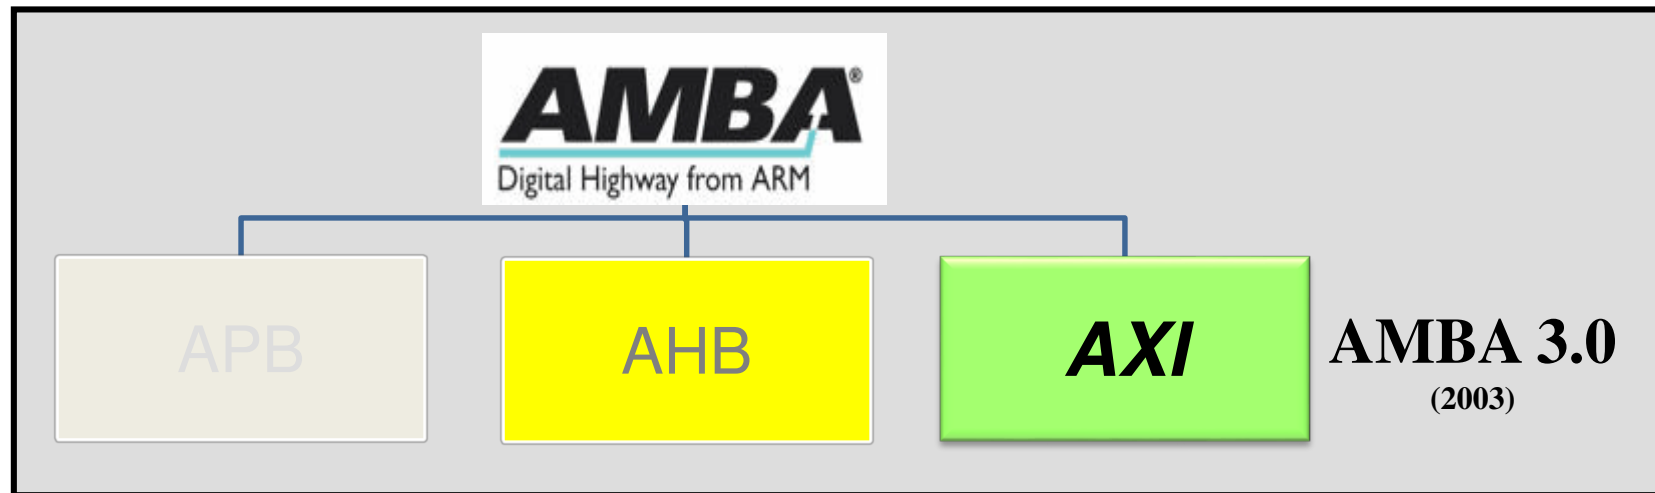 AMBA®
Digital Highway from ARM
APB
AHB
AXI
AMBA 3.0
(2003)